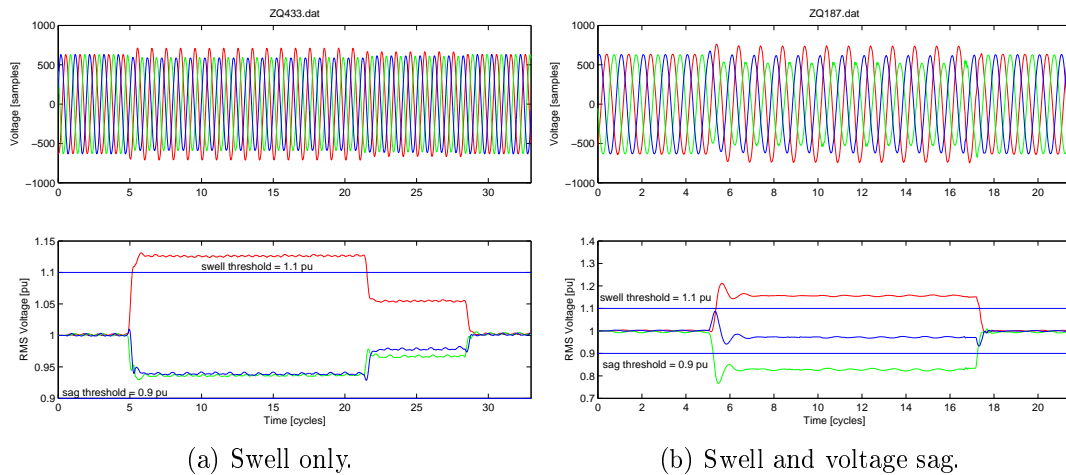 ZQ433.dat
1000
500
0
−500
−1000
Voltage [samples]
0 5 10 15 20 25 30
1.15
1.1
1.05
1
0.95
0.9
RMS Voltage [pu]
swell threshold = 1.1 pu
sag threshold = 0.9 pu
0 5 10 15 20 25 30
Time [cycles]
(a) Swell only.
ZQ187.dat
1000
500
0
−500
−1000
Voltage [samples]
0 2 4 6 8 10 12 14 16 18 20
1.4
1.3
1.2
1.1
1
0.9
0.8
0.7
RMS Voltage [pu]
swell threshold = 1.1 pu
sag threshold = 0.9 pu
0 2 4 6 8 10 12 14 16 18 20
Time [cycles]
(b) Swell and voltage sag.